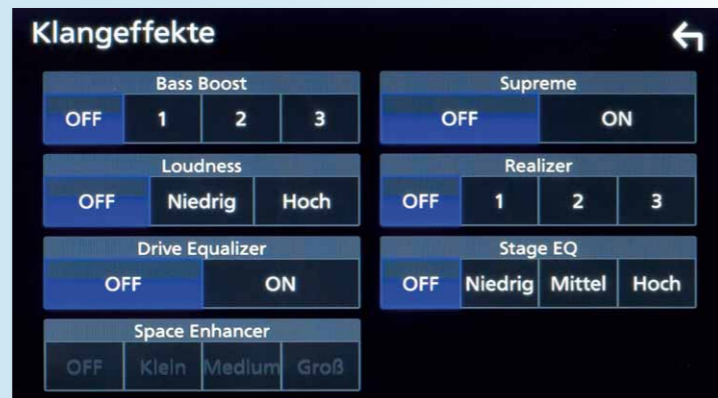 Klangeffekte
Bass Boost
OFF 1 2 3
Supreme
OFF ON
Loudness
OFF Niedrig Hoch
Realizer
OFF 1 2 3
Drive Equalizer
OFF ON
Stage EQ
OFF Niedrig Mittel Hoch
Space Enhancer
OFF Klein Medium Groß